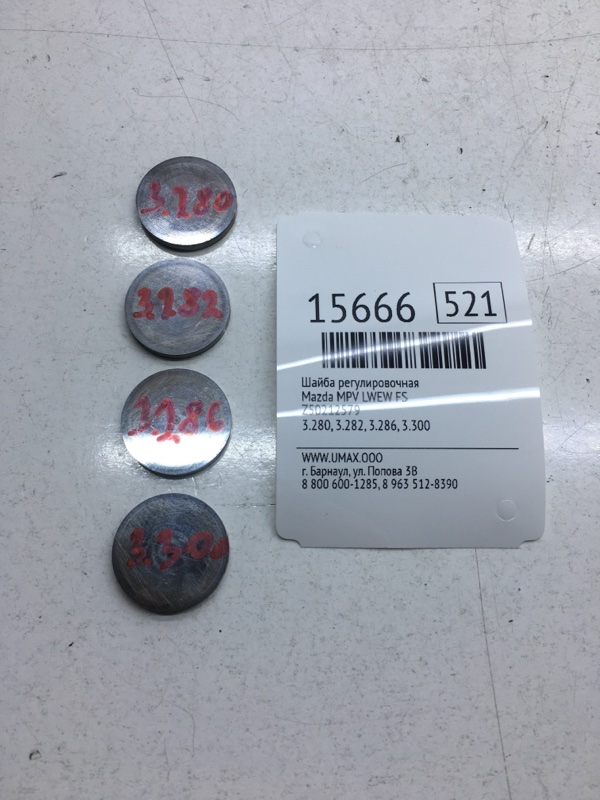 3.280
3.282
3.286
3.300
15666 521
Шайба регулировочная
Mazda MPV LWEW FS
Z50212579
3.280, 3.282, 3.286, 3.300
WWW.UMAX.OOO
г. Барнаул, ул. Попова 3В
8 800 600-1285, 8 963 512-8390